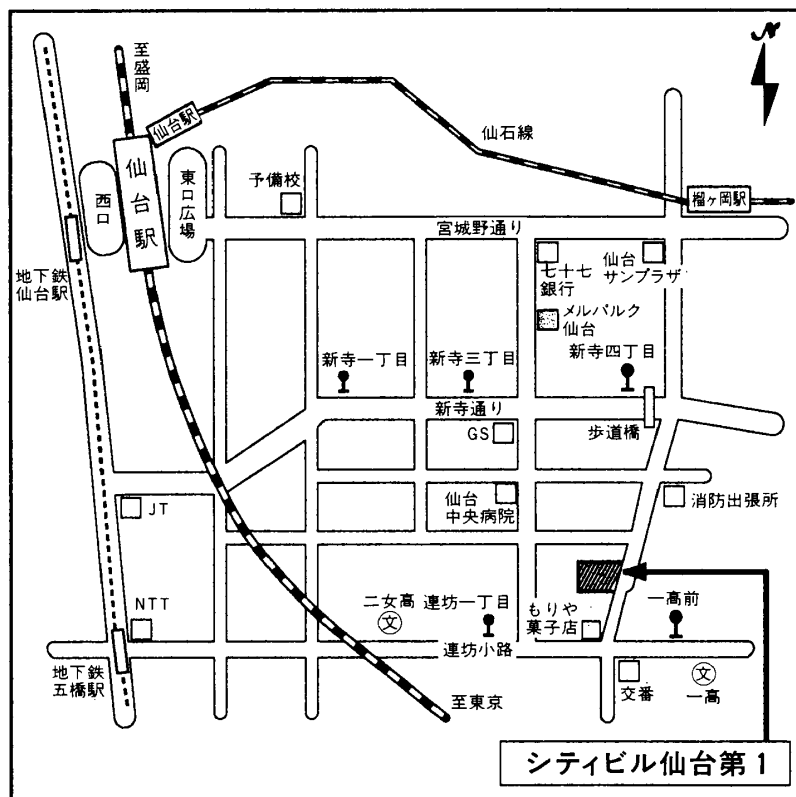 N
至盛岡
仙台駅
仙石線
仙台駅
西口
東口広場
予備校
榴ヶ岡駅
宮城野通り
地下鉄
仙台駅
七十七
銀行
仙台
サンプラザ
メルパルク
仙台
新寺一丁目
新寺三丁目
新寺四丁目
新寺通り
GS
歩道橋
JT
仙台
中央病院
消防出張所
NTT
二女高
文
連坊一丁目
もりや
菓子店
一高前
地下鉄
五橋駅
連坊小路
至東京
交番
文
一高
シティビル仙台第1